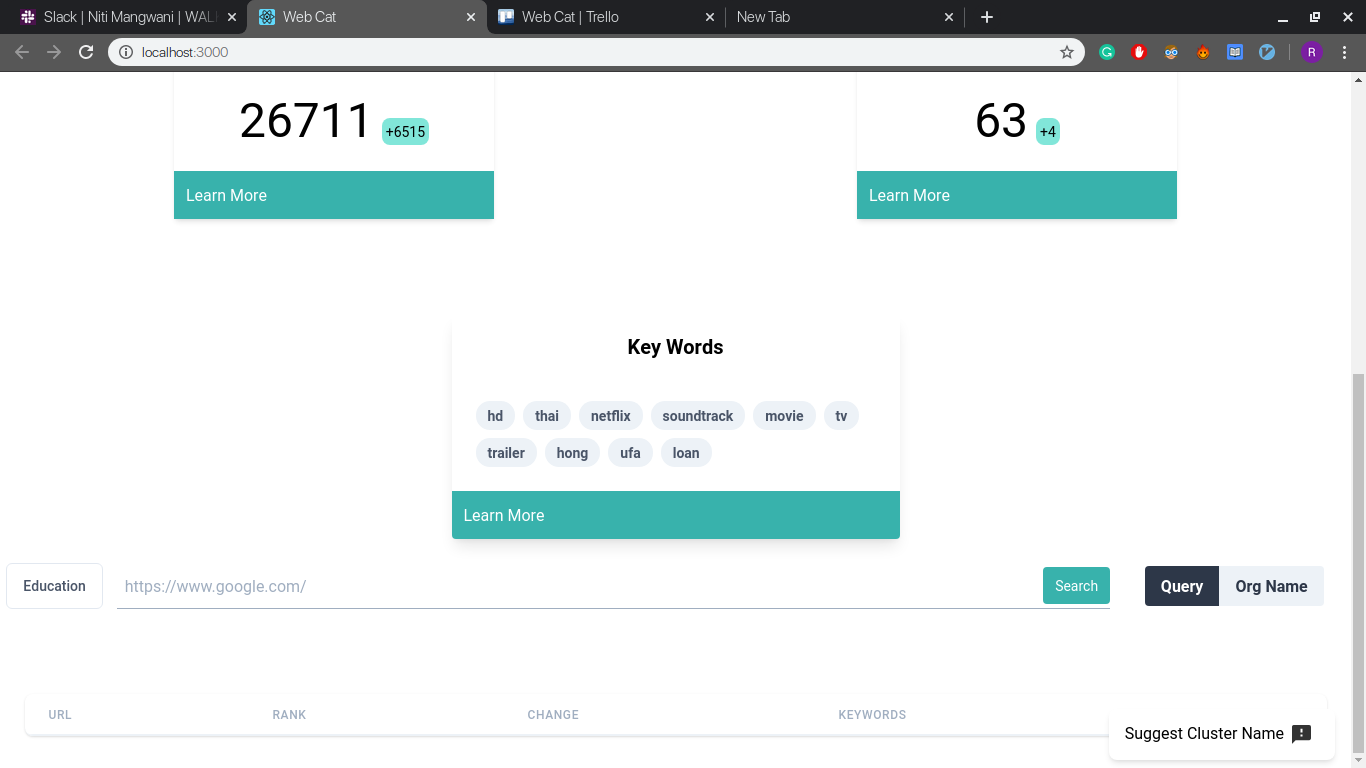 Slack | Niti Mangwani | WAL
Web Cat
Web Cat | Trello
New Tab
localhost:3000
R
26711 +6515
63 +4
Learn More
Learn More
Key Words
hd thai netflix soundtrack movie tv
trailer hong ufa loan
Learn More
Education https://www.google.com/ Search Query Org Name
URL RANK CHANGE KEYWORDS
Suggest Cluster Name